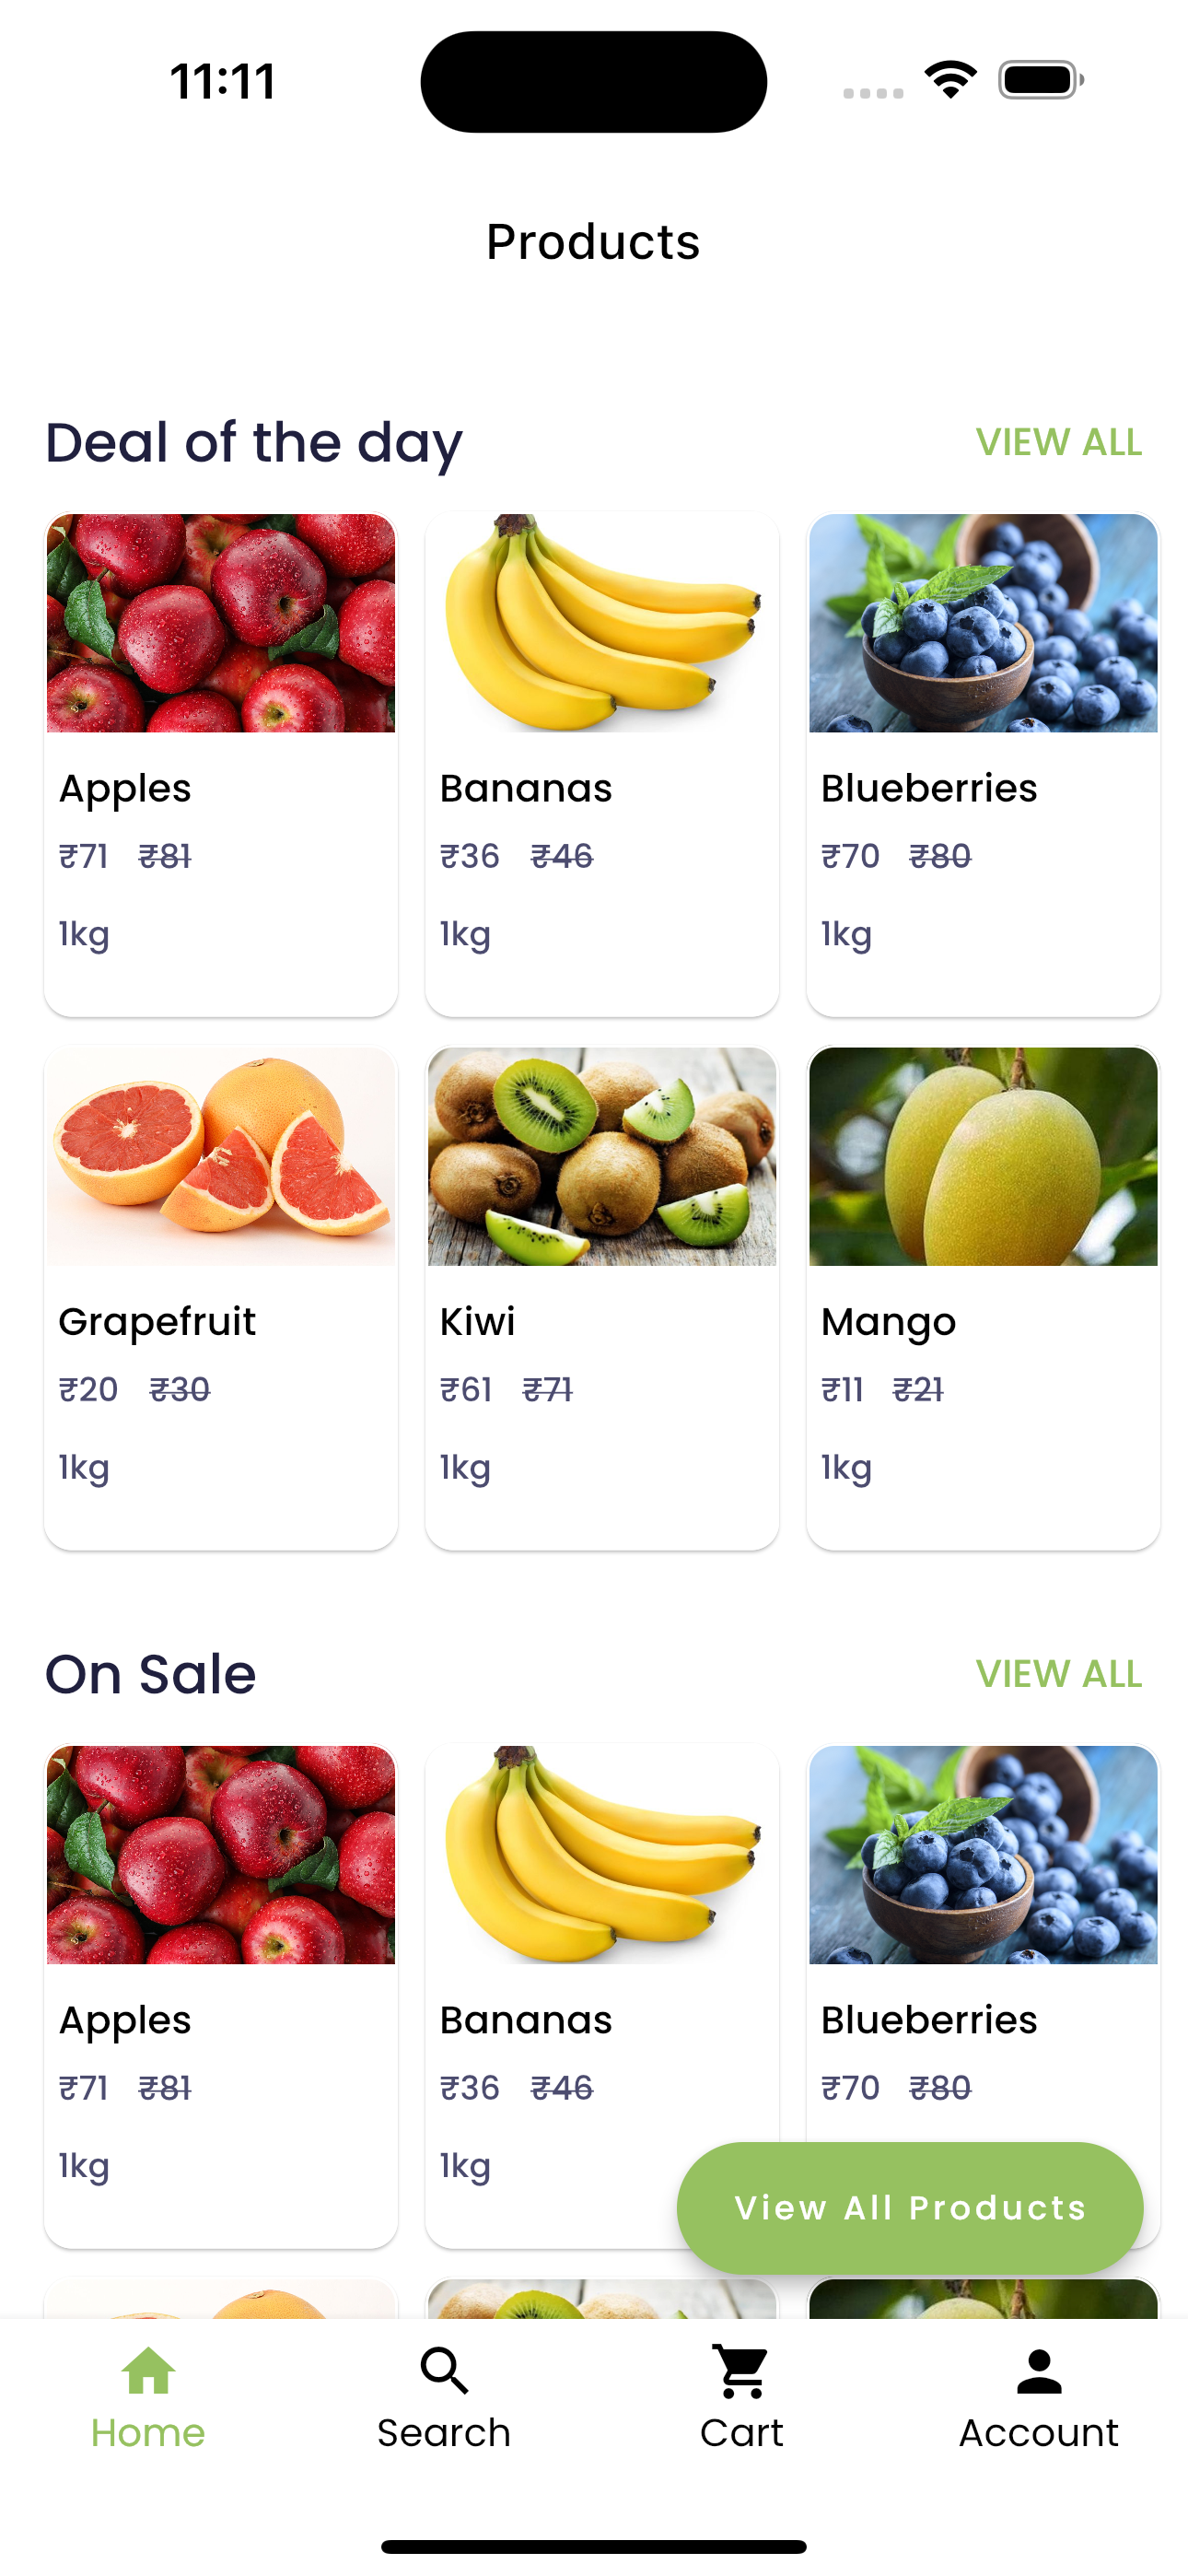 11:11
Products
Deal of the day VIEW ALL
Apples Bananas Blueberries
₹71 ₹81 ₹36 ₹46 ₹70 ₹80
1kg 1kg 1kg
Grapefruit Kiwi Mango
₹20 ₹30 ₹61 ₹71 ₹11 ₹21
1kg 1kg 1kg
On Sale VIEW ALL
Apples Bananas Blueberries
₹71 ₹81 ₹36 ₹46 ₹70 ₹80
1kg 1kg
View All Products
Home Search Cart Account